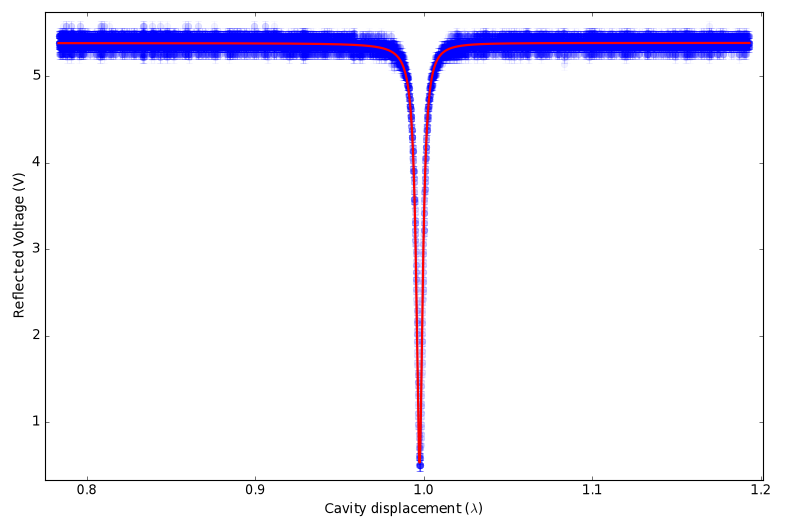 5
4
3
2
1
Reflected Voltage (V)
0.8 0.9 1.0 1.1 1.2
Cavity displacement (λ)